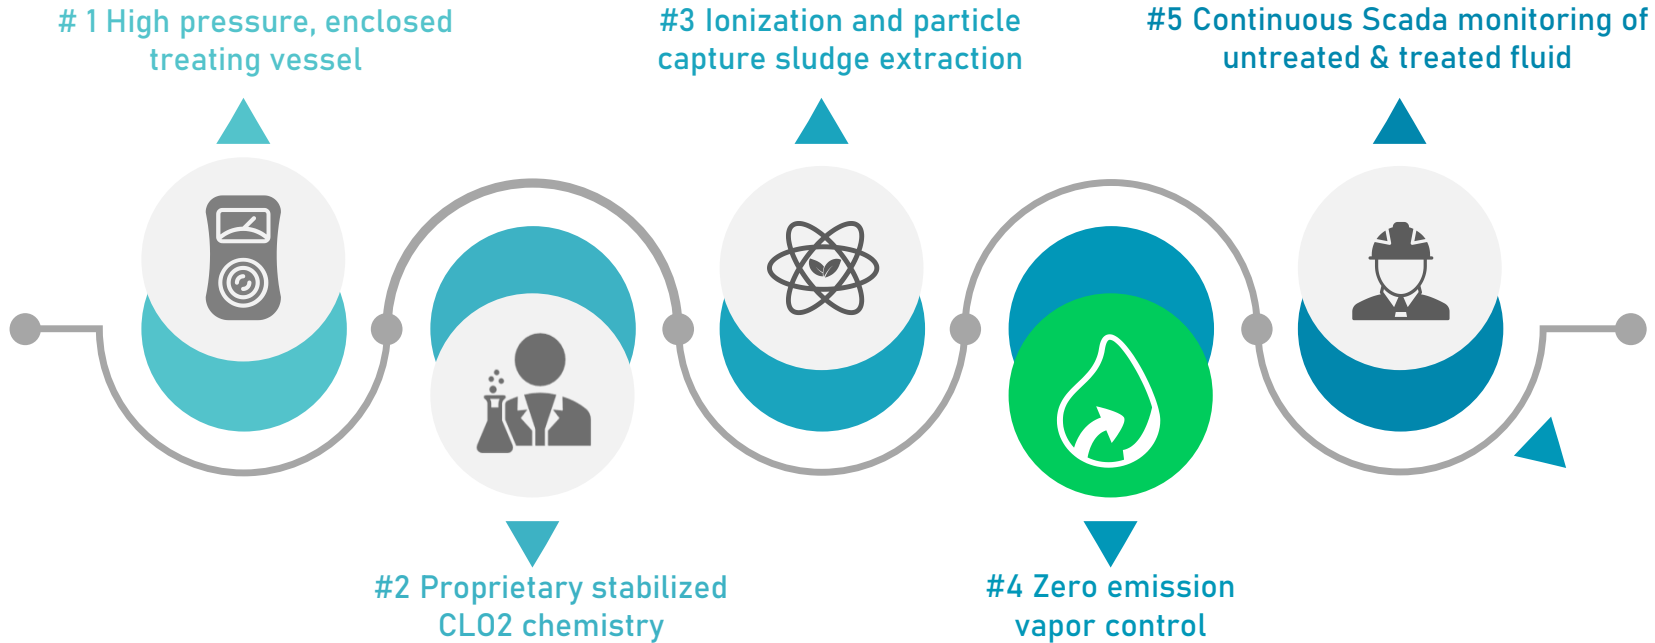 # 1 High pressure, enclosed
treating vessel
#2 Proprietary stabilized
CLO2 chemistry
#3 Ionization and particle
capture sludge extraction
#4 Zero emission
vapor control
#5 Continuous Scada monitoring of
untreated & treated fluid